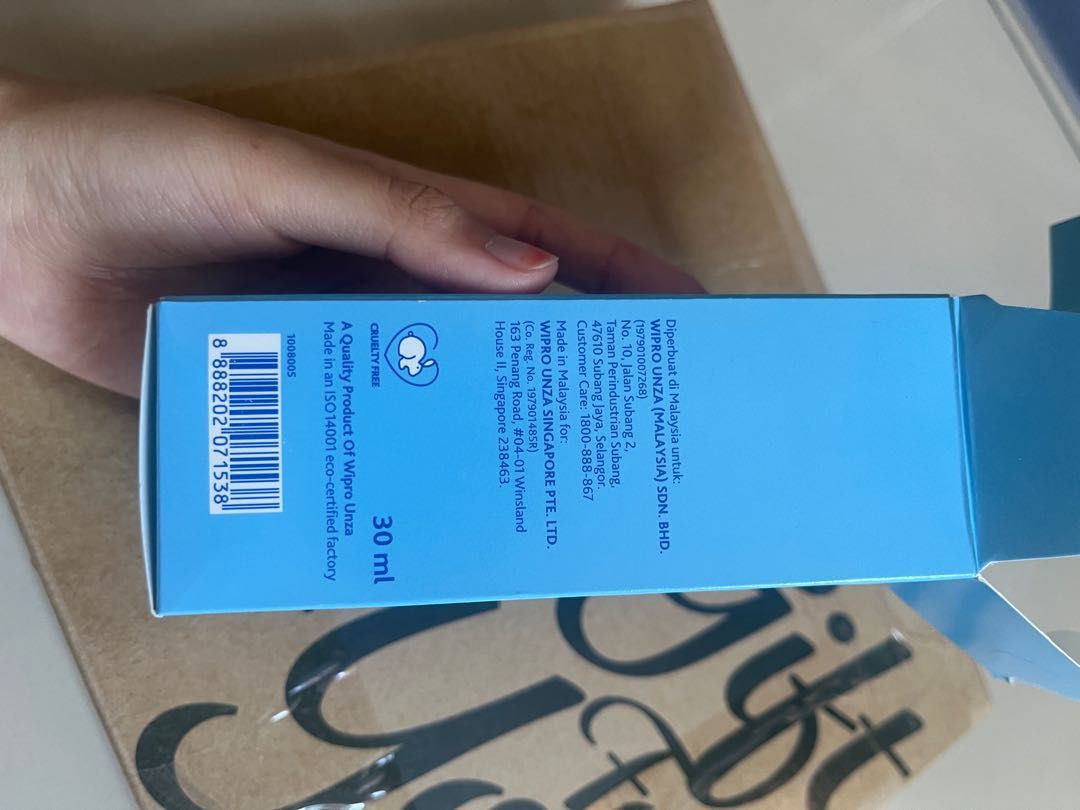 Diperbuat di Malaysia untuk:
WIPRO UNZA (MALAYSIA) SDN. BHD.
(197901007268)
No. 10, Jalan Subang 2,
Taman Perindustrian Subang,
47610 Subang Jaya, Selangor.
Customer Care: 1800-888-867
Made in Malaysia for:
WIPRO UNZA SINGAPORE PTE. LTD.
(Co. Reg. No. 197901485R)
163 Penang Road, #04-01 Winsland
House II, Singapore 238463.
CRUELTY FREE
30 ml
A Quality Product Of Wipro Unza
Made in an ISO14001 eco-certified factory
1008005
8 888202 071538